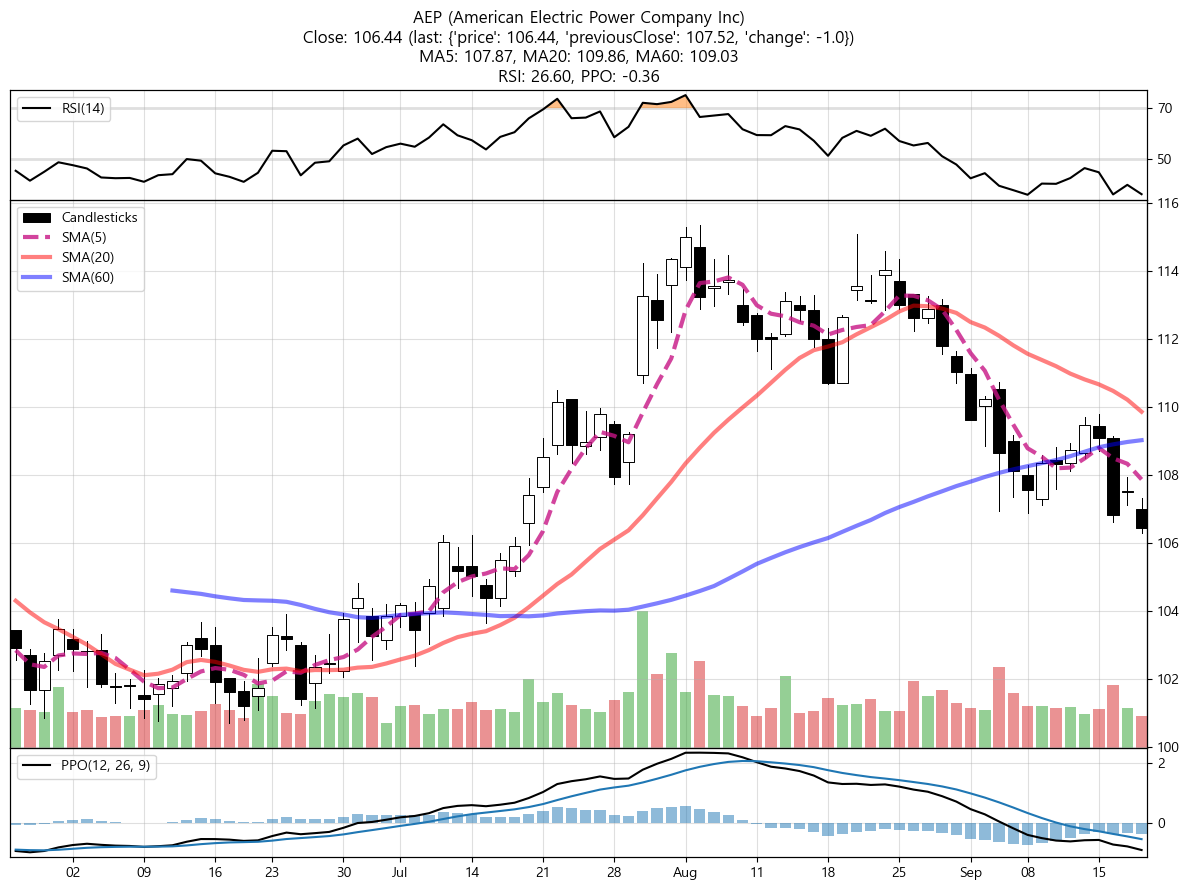 AEP (American Electric Power Company Inc)
Close: 106.44 (last: {'price': 106.44, 'previousClose': 107.52, 'change': -1.0})
MA5: 107.87, MA20: 109.86, MA60: 109.03
RSI: 26.60, PPO: -0.36
RSI(14)
70
50
Candlesticks
SMA(5)
SMA(20)
SMA(60)
116
114
112
110
108
106
104
102
100
PPO(12, 26, 9)
2
0
02 09 16 23 30 Jul 14 21 28 Aug 11 18 25 Sep 08 15